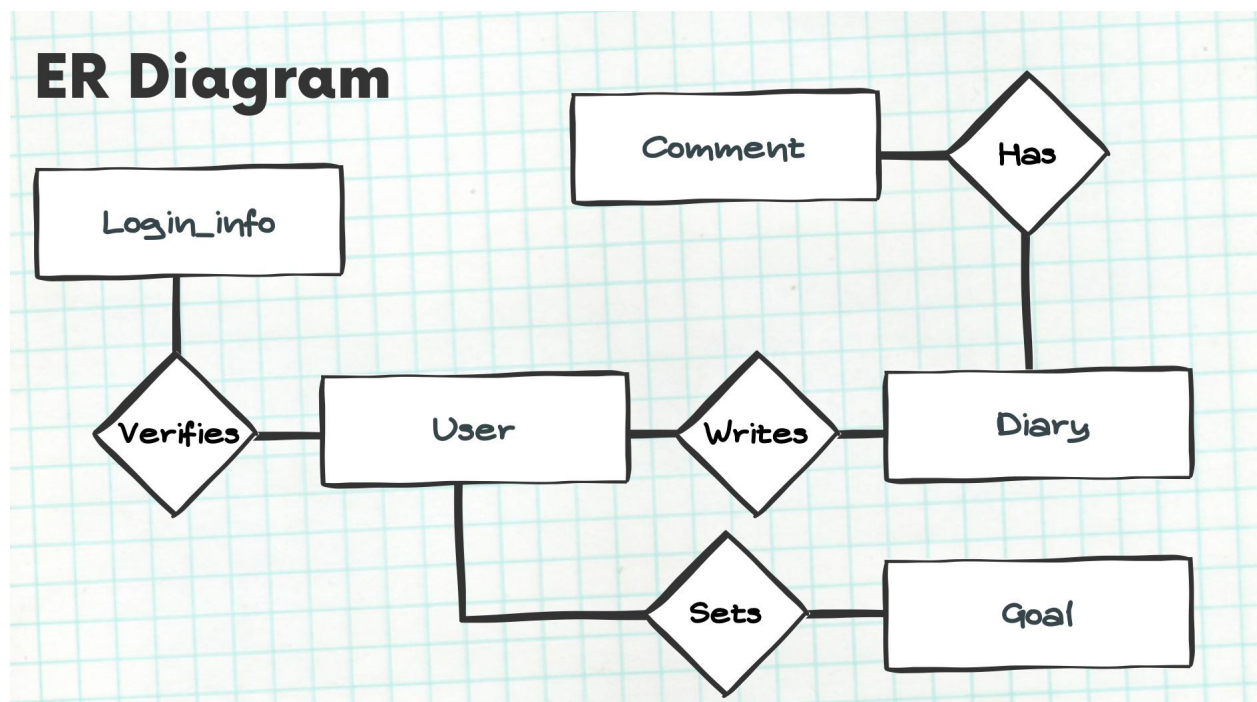 ER Diagram
Comment
Has
Login_info
Verifies
User
Writes
Diary
Sets
Goal